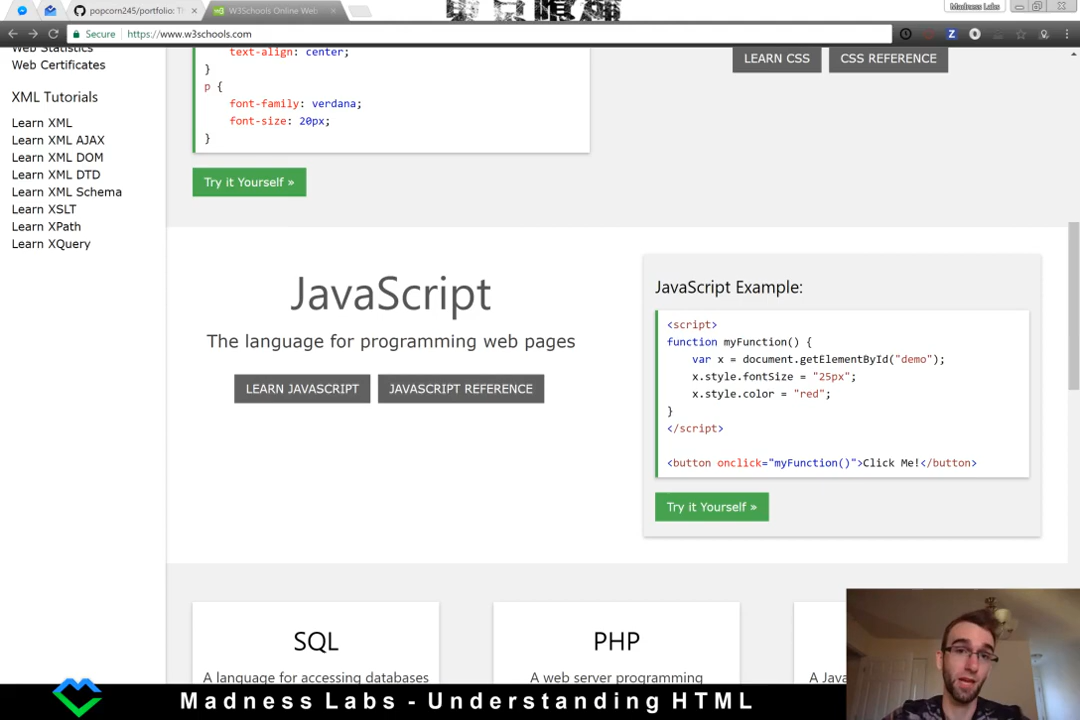 popcorn245/portfolio: T
W3Schools Online Web
Madness Labs
Secure
https://www.w3schools.com
Web Statistics
Web Certificates
XML Tutorials
Learn XML
Learn XML AJAX
Learn XML DOM
Learn XML DTD
Learn XML Schema
Learn XSLT
Learn XPath
Learn XQuery
text-align: center;
}
p {
font-family: verdana;
font-size: 20px;
}
Try it Yourself »
LEARN CSS
CSS REFERENCE
JavaScript
The language for programming web pages
LEARN JAVASCRIPT
JAVASCRIPT REFERENCE
JavaScript Example:
<script>
function myFunction() {
var x = document.getElementById("demo");
x.style.fontSize = "25px";
x.style.color = "red";
}
</script>
<button onclick="myFunction()">Click Me!</button>
Try it Yourself »
SQL
A language for accessing databases
PHP
A web server programming
A Java
Madness Labs - Understanding HTML